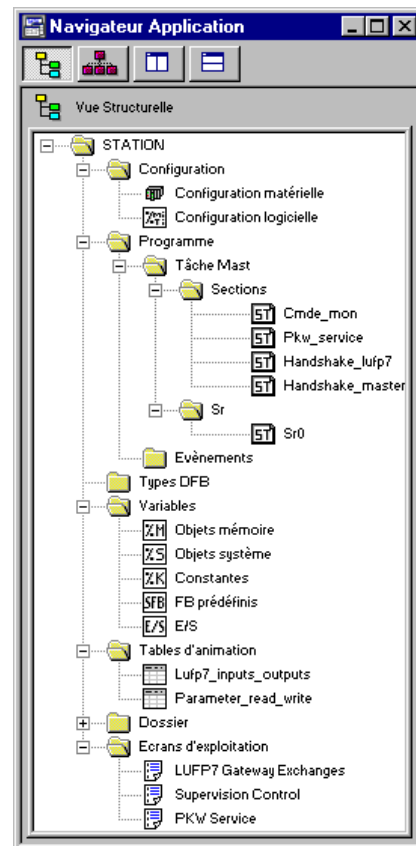 Navigateur Application
Vue Structurelle
STATION
Configuration
Configuration matérielle
Configuration logicielle
Programme
Tâche Mast
Sections
ST Cmde_mon
ST Pkw_service
ST Handshake_lufp7
ST Handshake_master
Sr
ST Sr0
Evènements
Types DFB
Variables
%M Objets mémoire
%S Objets système
%K Constantes
SFB FB prédéfinis
E/S E/S
Tables d'animation
Lufp7_inputs_outputs
Parameter_read_write
Dossier
Ecrans d'exploitation
LUFP7 Gateway Exchanges
Supervision Control
PKW Service